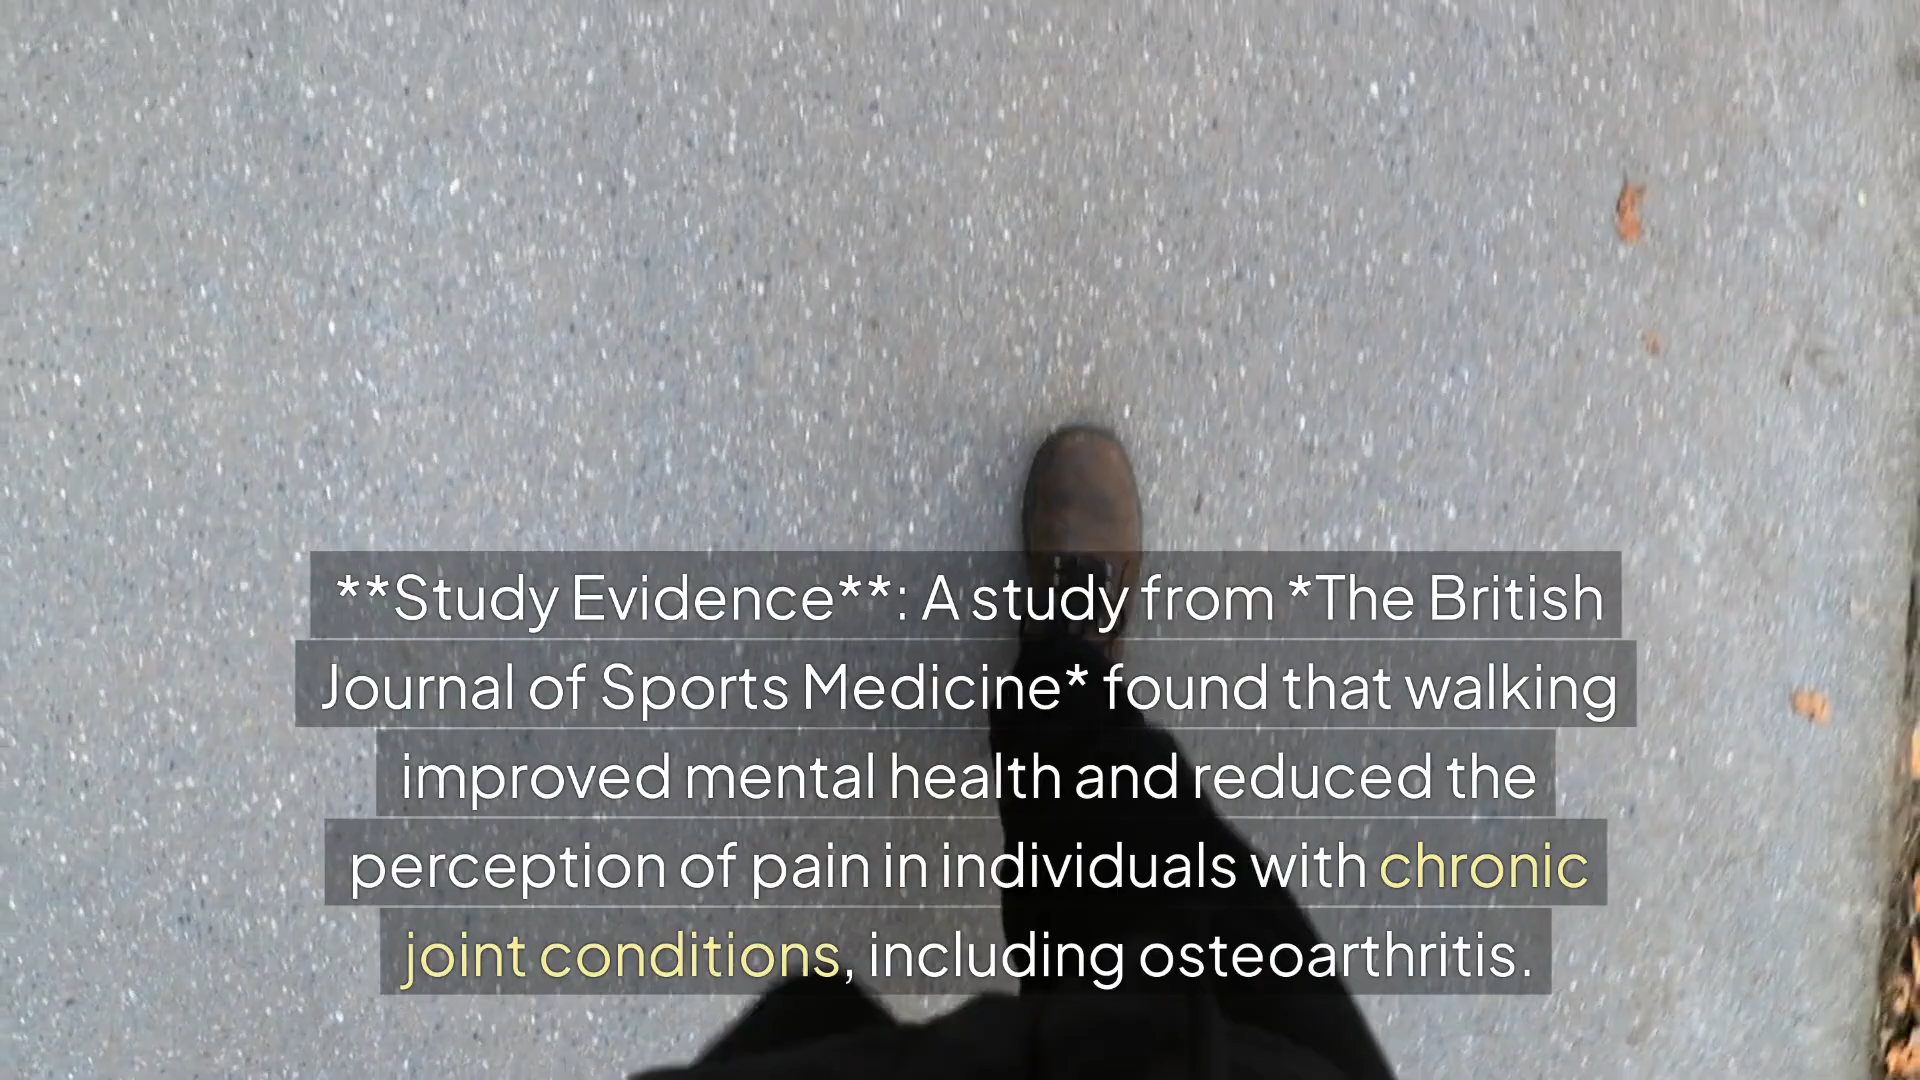 **Study Evidence**: A study from *The British
Journal of Sports Medicine* found that walking
improved mental health and reduced the
perception of pain in individuals with chronic
joint conditions, including osteoarthritis.